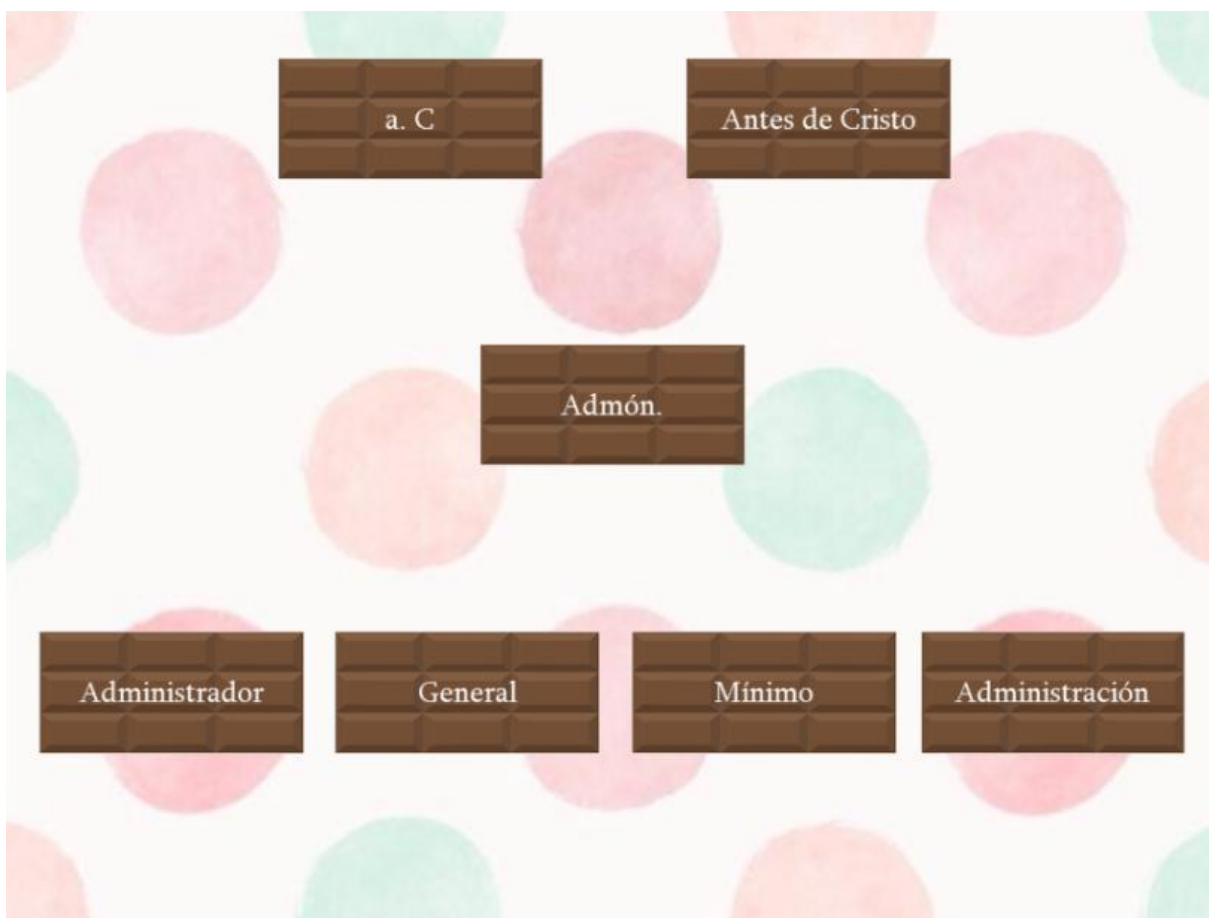 a. C
Antes de Cristo
Admón.
Administrador
General
Mínimo
Administración